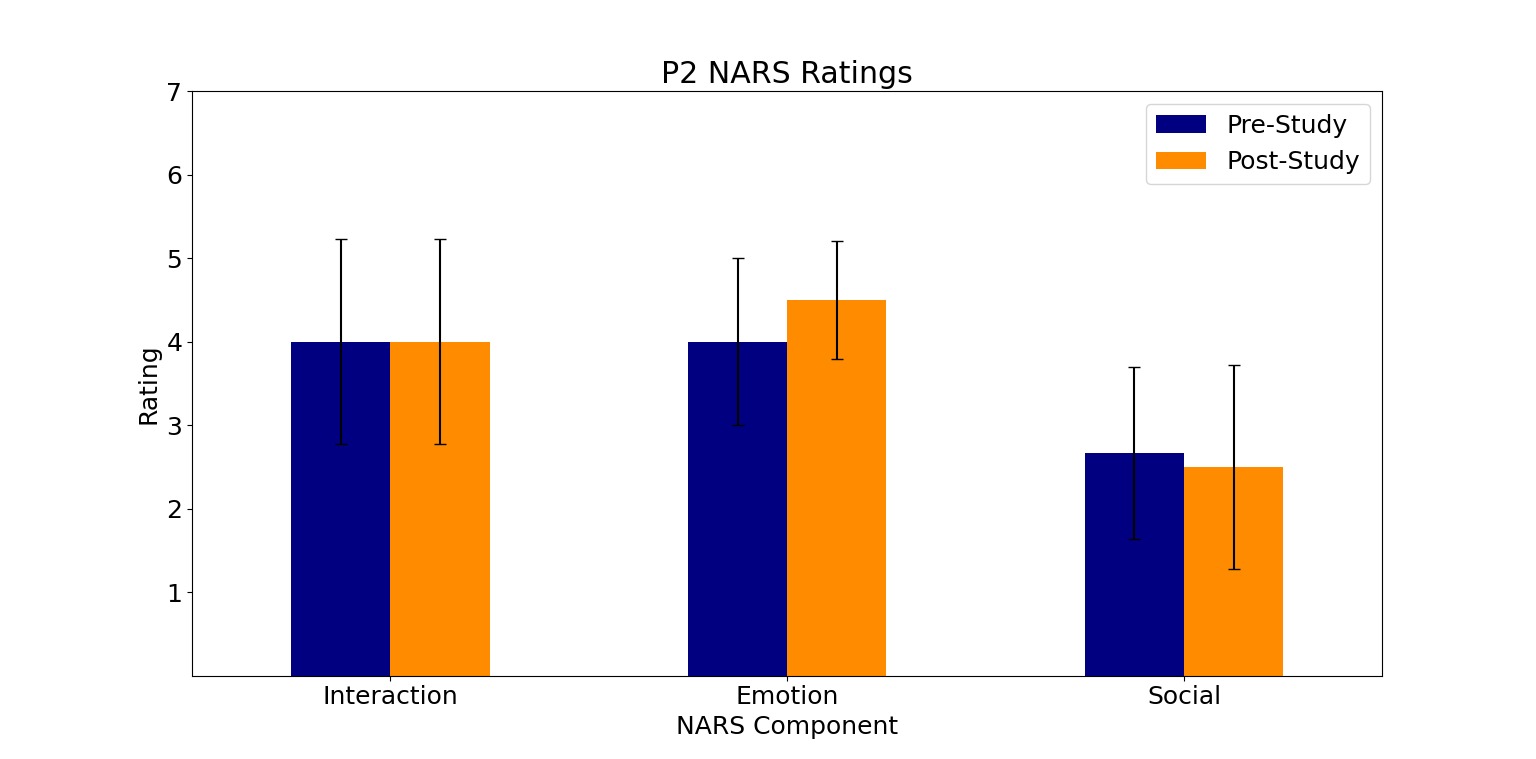 P2 NARS Ratings
7
6
5
4
3
2
1
Rating
Pre-Study
Post-Study
Interaction
Emotion
Social
NARS Component